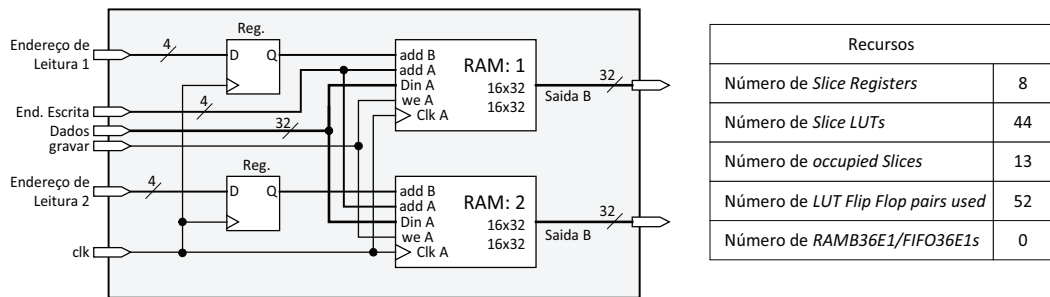 Reg.
Endereço de
Leitura 1
4
D
Q
add B
add A
Din A
we A
Clk A
RAM: 1
16x32
16x32
32
Saida B
End. Escrita
4
Dados
32
gravar
Reg.
Endereço de
Leitura 2
4
D
Q
add B
add A
Din A
we A
Clk A
RAM: 2
16x32
16x32
32
Saida B
clk
Recursos
Número de Slice Registers 8
Número de Slice LUTs 44
Número de occupied Slices 13
Número de LUT Flip Flop pairs used 52
Número de RAMB36E1/FIFO36E1s 0